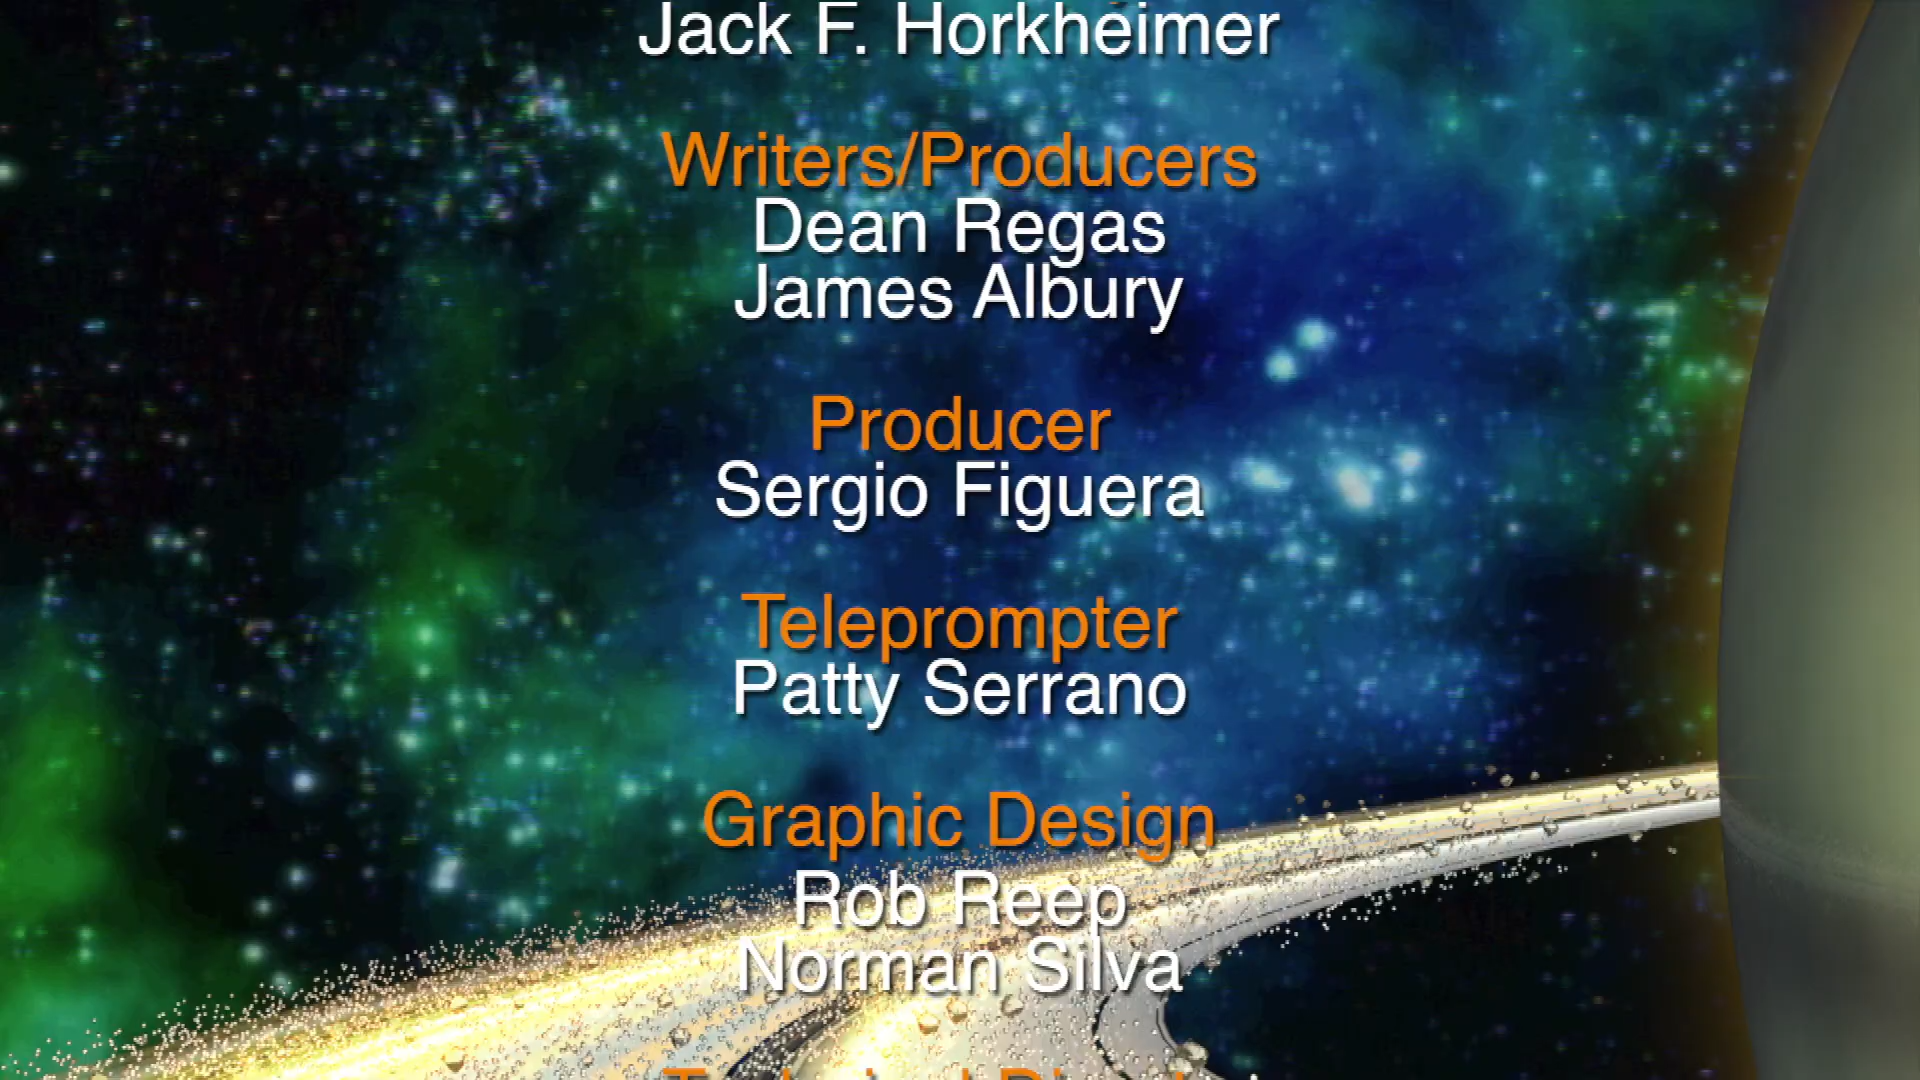 Jack F. Horkheimer
Writers/Producers
Dean Regas
James Albury
Producer
Sergio Figuera
Teleprompter
Patty Serrano
Graphic Design
Rob Reep
Norman Silva